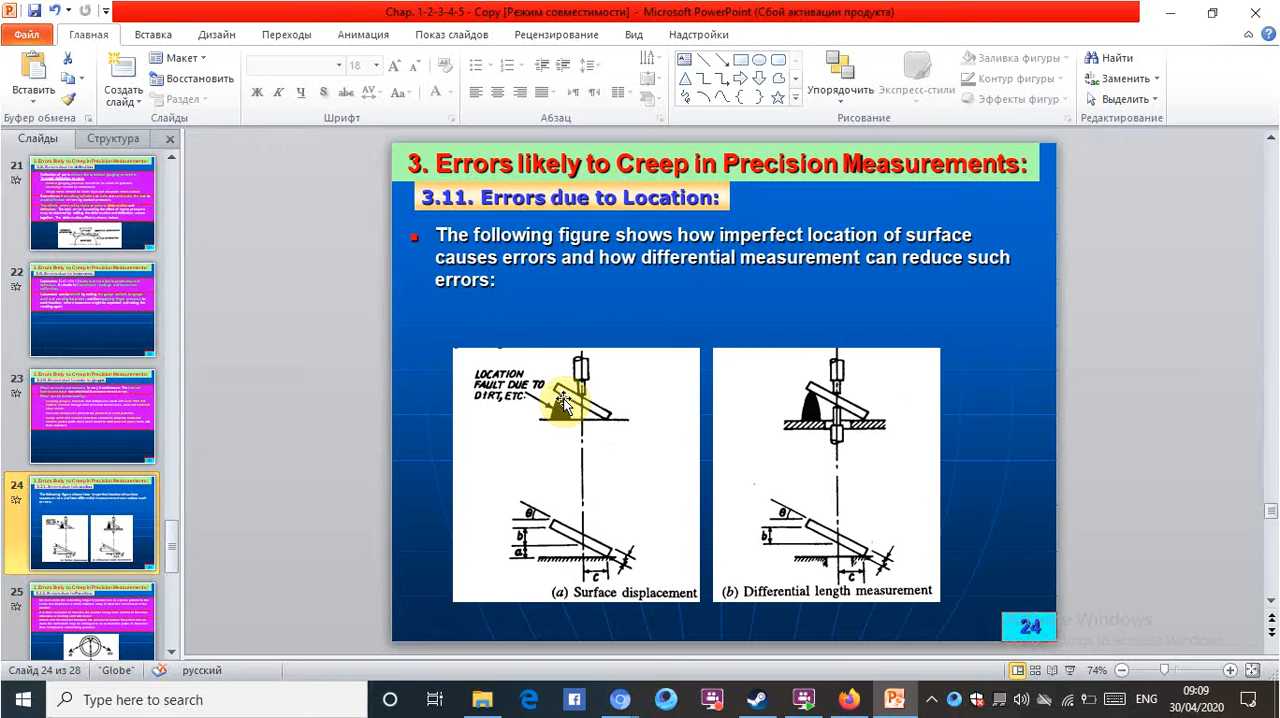 Chap. 1-2-3-4-5 - Copy [Режим совместимости] - Microsoft PowerPoint (Сбой активации продукта)
Файл Главная Вставка Дизайн Переходы Анимация Показ слайдов Рецензирование Вид Надстройки Acrobat
Вставить
Создать слайд
Макет
Восстановить
Раздел
18
Ж К Ч S abc AV Aa А
Упорядочить
Экспресс-стили
Заливка фигуры
Контур фигуры
Эффекты фигур
Найти
Заменить
Выделить
Буфер обмена Слайды Шрифт Абзац Рисование Редактирование
Слайды Структура
21
22
23
24
25
3. Errors likely to Creep in Precision Measurements:
3.11. Errors due to Location:
The following figure shows how imperfect location of surface
causes errors and how differential measurement can reduce such
errors:
LOCATION
FAULT DUE TO
DIRT, ETC.
θ
b
a
c
(a) Surface displacement
θ
b
c
(b) Differential length measurement
24
Слайд 24 из 28 "Globe" русский 74%
Type here to search
ENG
09:09
30/04/2020